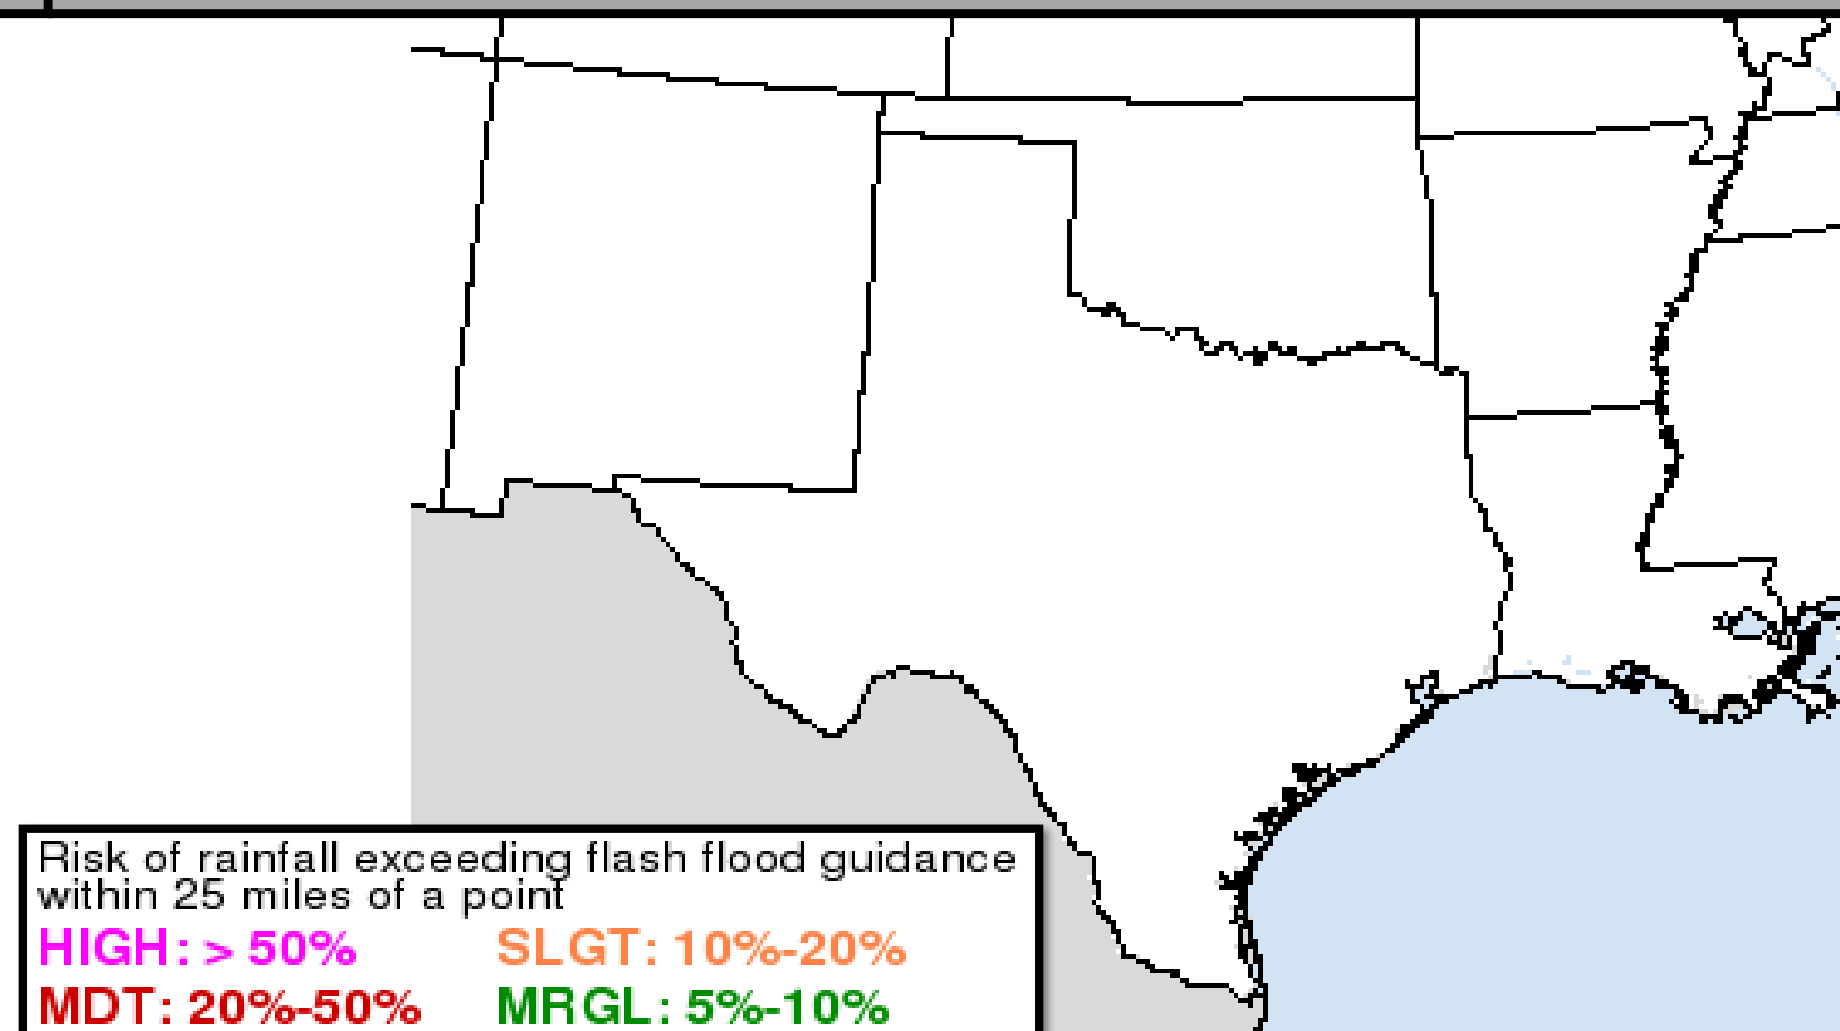 Risk of rainfall exceeding flash flood guidance
within 25 miles of a point
HIGH: > 50% SLGT: 10%-20%
MDT: 20%-50% MRGL: 5%-10%